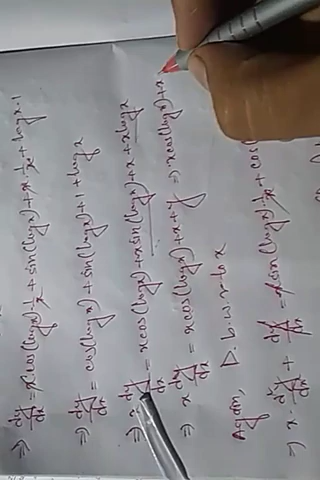 ⇒ dy/dx = x cos(log x) 1/x + sin(log x) + x · 1/x + log x · 1
⇒ dy/dx = cos(log x) + sin(log x) + 1 + log x
⇒ x dy/dx = x cos(log x) + x sin(log x) + x + x log x
⇒ x dy/dx = x cos(log x) + x + y ⇒ x cos(log x) + x
Again, D. b. w. r. to x
⇒ x · d²y/dx² + dy/dx = - x sin(log x) 1/x + cos